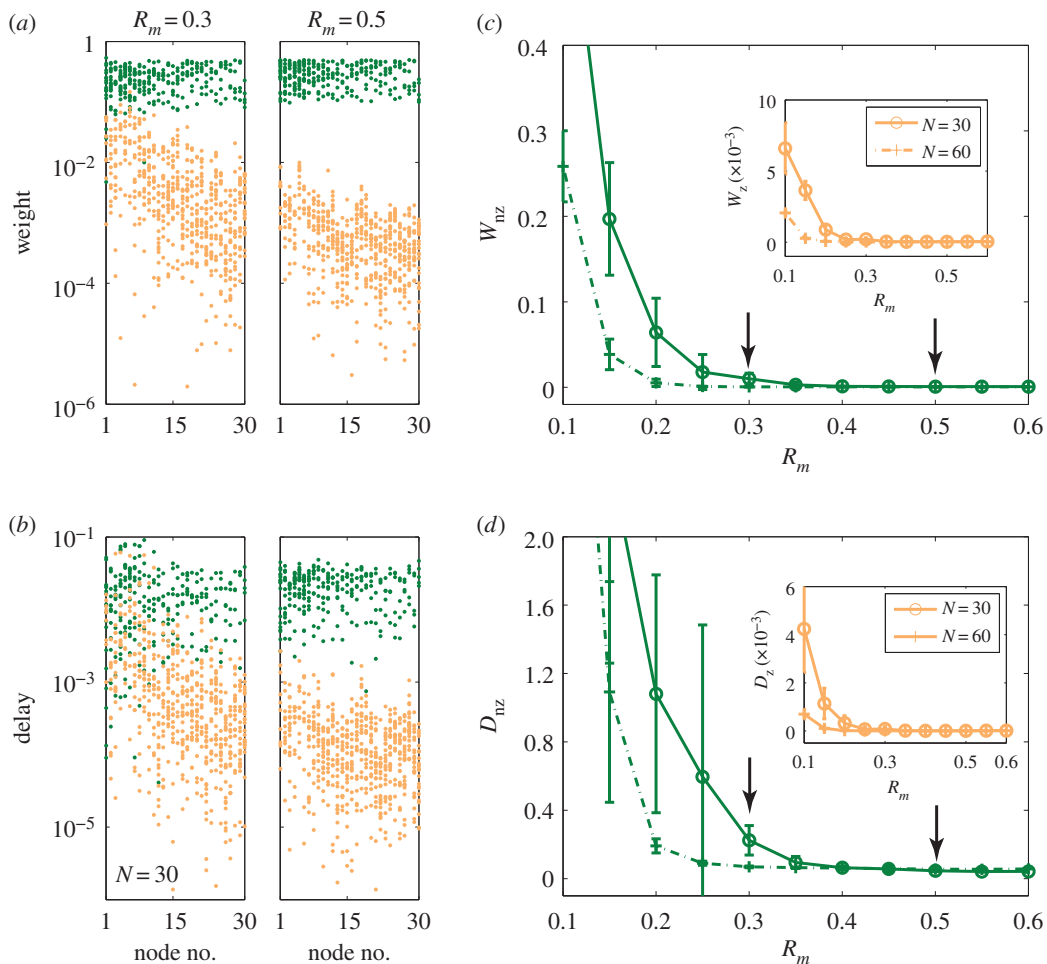 (a)
R_m = 0.3
R_m = 0.5
1
10⁻²
10⁻⁴
10⁻⁶
weight
1 15 30
1 15 30
(b)
10⁻¹
10⁻³
10⁻⁵
delay
N = 30
1 15 30
1 15 30
node no.
node no.
(c)
0.4
0.3
0.2
0.1
0
W_nz
0.1 0.2 0.3 0.4 0.5 0.6
R_m
10
5
0
W_z (×10⁻³)
N = 30
N = 60
0.1 0.3 0.5
R_m
(d)
2.0
1.6
1.2
0.8
0.4
0
D_nz
0.1 0.2 0.3 0.4 0.5 0.6
R_m
6
4
2
0
D_z (×10⁻³)
N = 30
N = 60
0.1 0.3 0.5 0.6
R_m